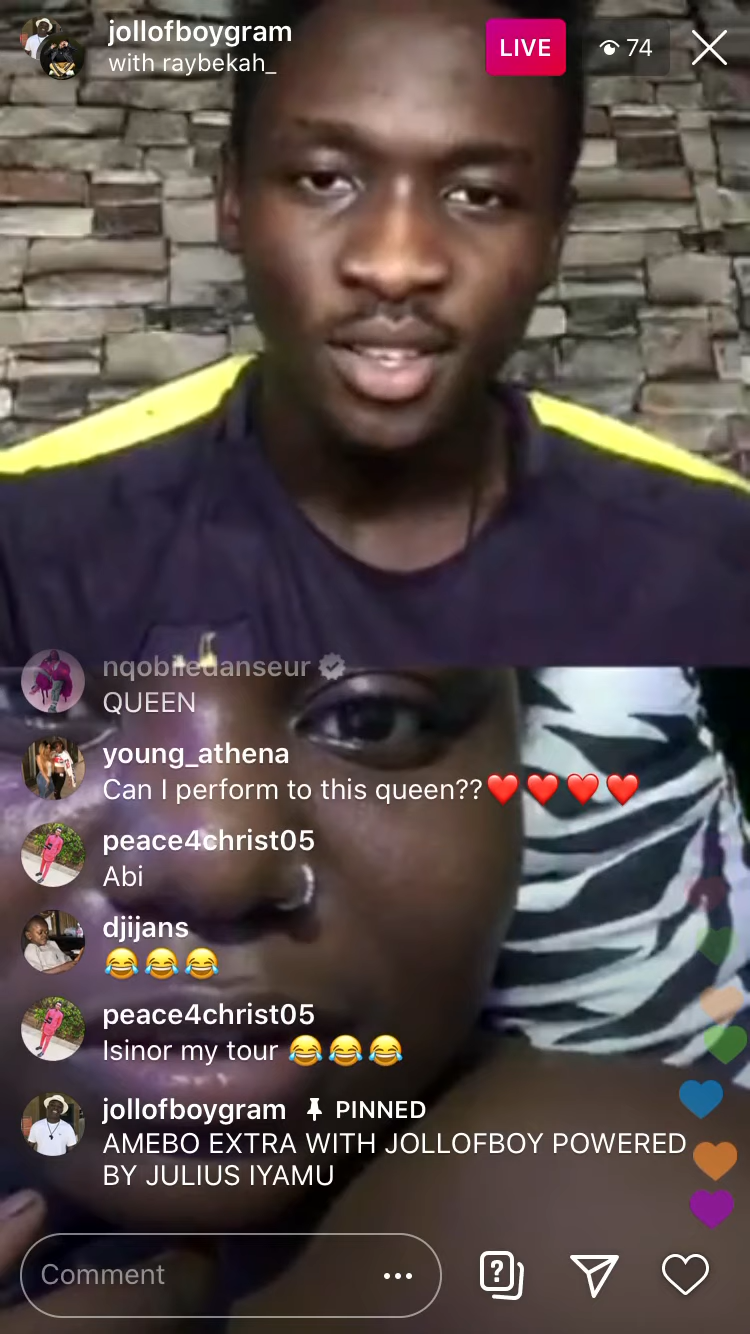 jollofboygram
with raybekah_
LIVE
74
nqobiledanseur
QUEEN
young_athena
Can I perform to this queen??❤️❤️❤️❤️
peace4christ05
Abi
djijans
😂😂😂
peace4christ05
Isinor my tour 😂😂😂
jollofboygram PINNED
AMEBO EXTRA WITH JOLLOFBOY POWERED
BY JULIUS IYAMU
Comment